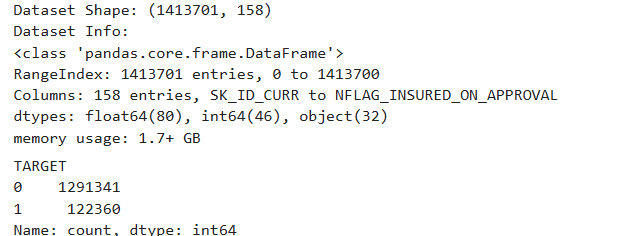 Dataset Shape: (1413701, 158)
Dataset Info:
<class 'pandas.core.frame.DataFrame'>
RangeIndex: 1413701 entries, 0 to 1413700
Columns: 158 entries, SK_ID_CURR to NFLAG_INSURED_ON_APPROVAL
dtypes: float64(80), int64(46), object(32)
memory usage: 1.7+ GB
TARGET
0    1291341
1     122360
Name: count, dtype: int64